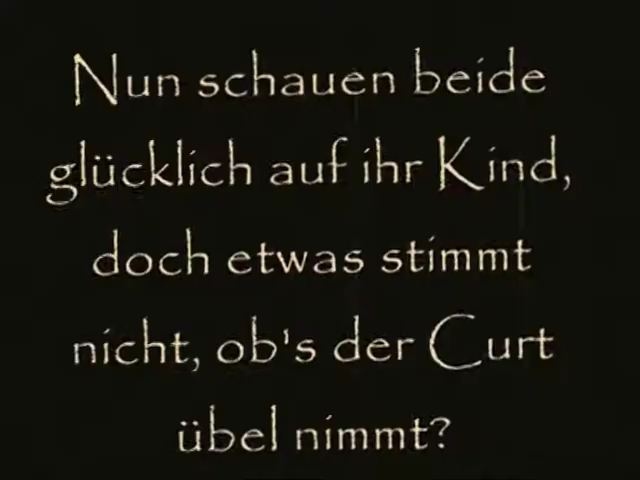 Nun schauen beide
glücklich auf ihr Kind,
doch etwas stimmt
nicht, ob's der Curt
übel nimmt?